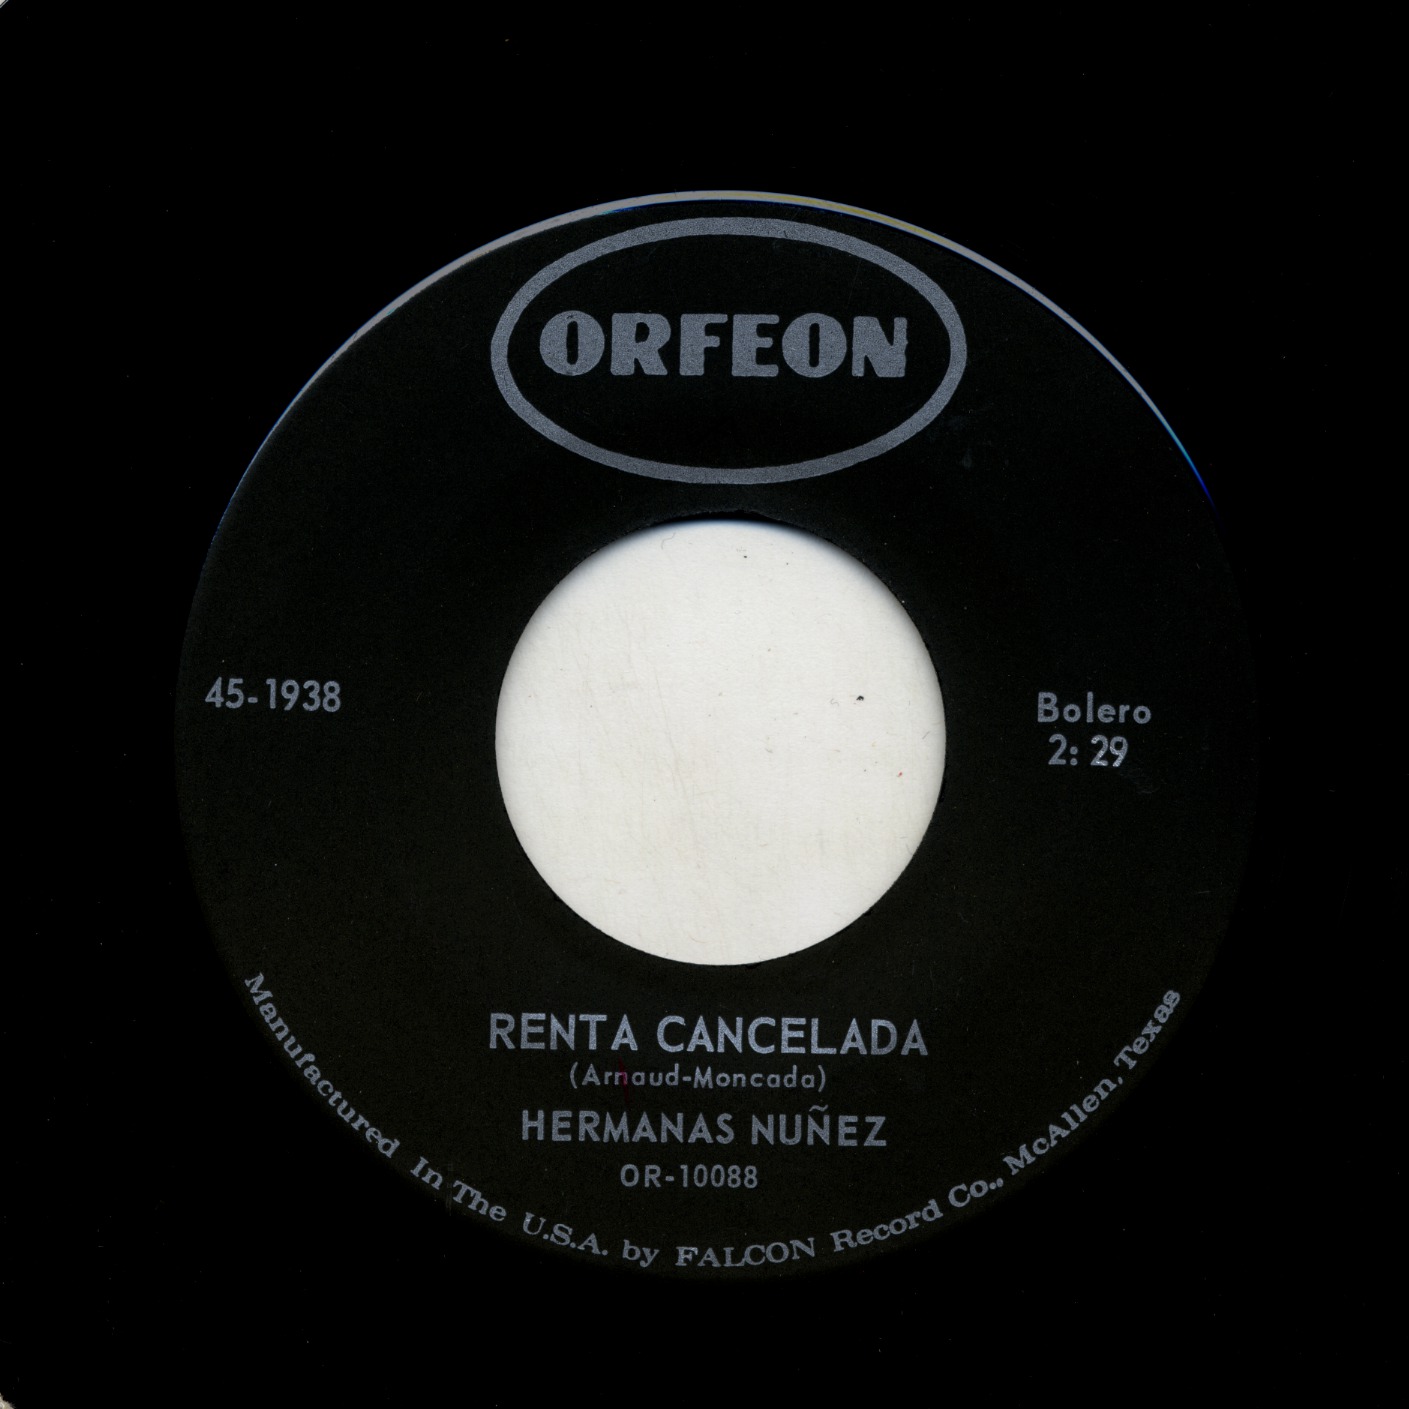 ORFEON
45-1938
Bolero
2: 29
RENTA CANCELADA
(Arnaud-Moncada)
HERMANAS NUÑEZ
OR-10088
Manufactured In The U.S.A. by FALCON Record Co., McAllen, Texas